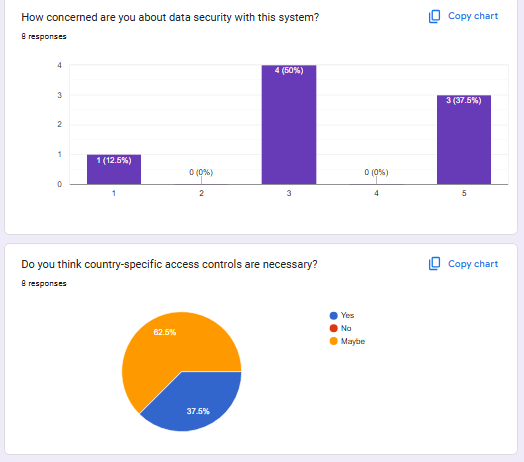 How concerned are you about data security with this system?
Copy chart
8 responses
4
3
2
1
0
1 (12.5%)
0 (0%)
4 (50%)
0 (0%)
3 (37.5%)
1
2
3
4
5
Do you think country-specific access controls are necessary?
Copy chart
8 responses
62.5%
37.5%
Yes
No
Maybe